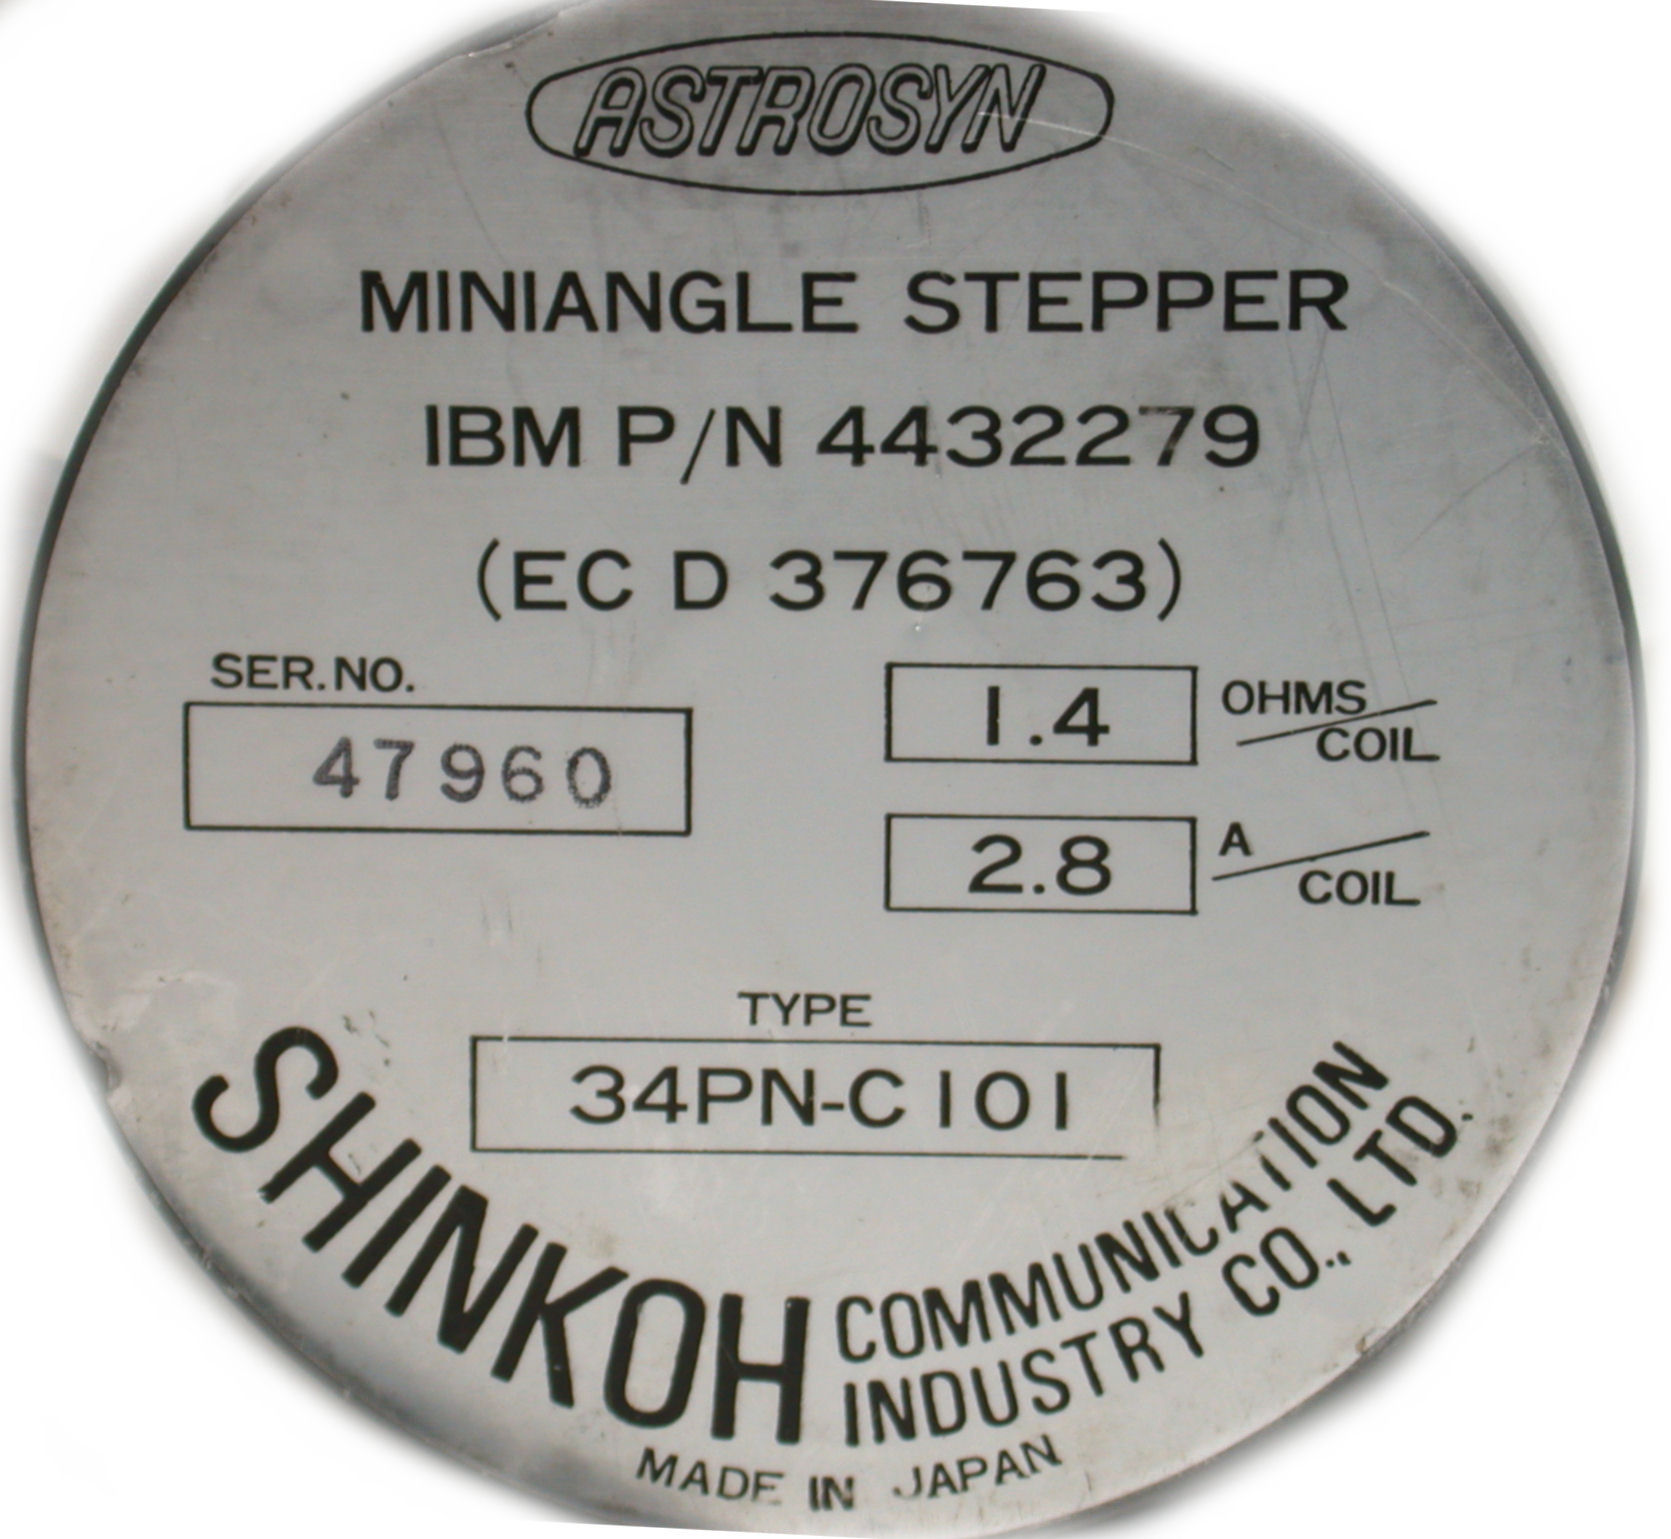 ASTROSYN
MINIANGLE STEPPER
IBM P/N 4432279
(EC D 376763)
SER. NO.
47960
1.4 OHMS/COIL
2.8 A/COIL
TYPE
34PN-C101
SHINKOH COMMUNICATION
INDUSTRY CO., LTD.
MADE IN JAPAN